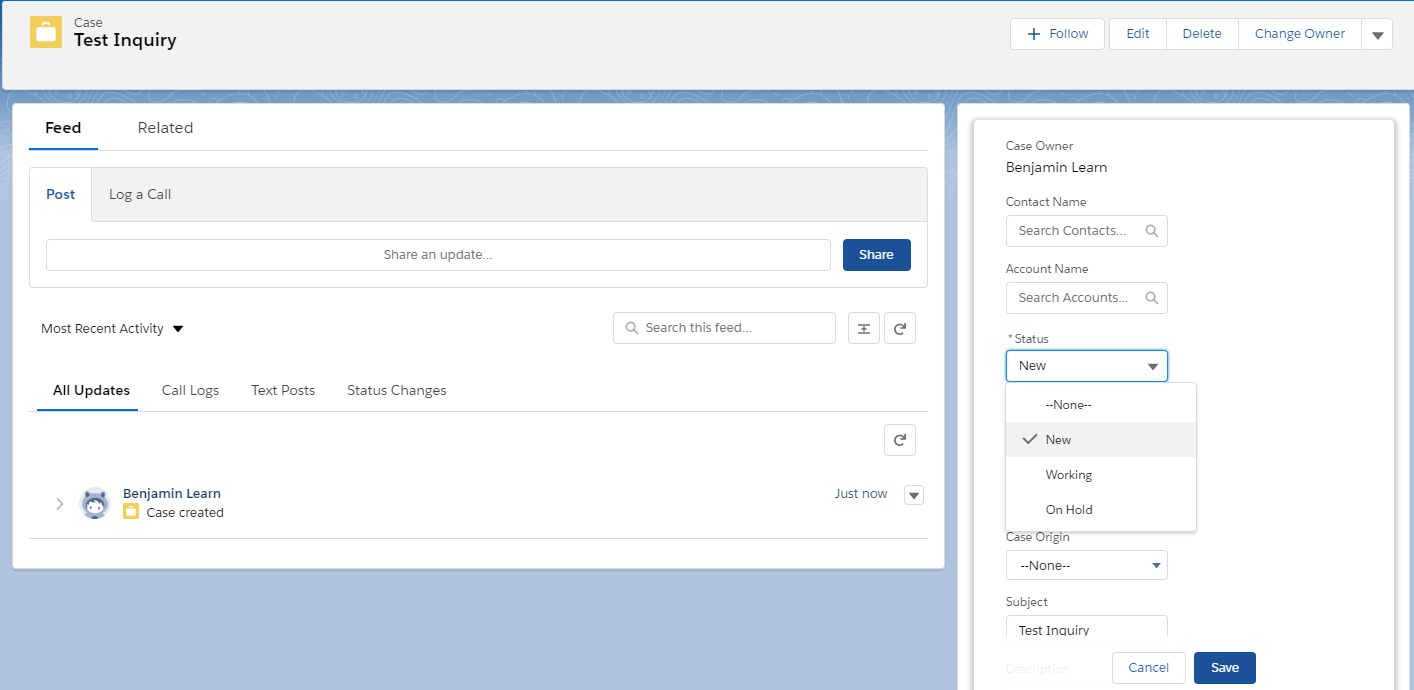 Case
Test Inquiry
Follow
Edit
Delete
Change Owner
Feed
Related
Post
Log a Call
Share an update...
Share
Most Recent Activity
Search this feed...
All Updates
Call Logs
Text Posts
Status Changes
Benjamin Learn
Case created
Just now
Case Owner
Benjamin Learn
Contact Name
Search Contacts...
Account Name
Search Accounts...
*Status
New
--None--
New
Working
On Hold
Case Origin
--None--
Subject
Test Inquiry
Description
Cancel
Save